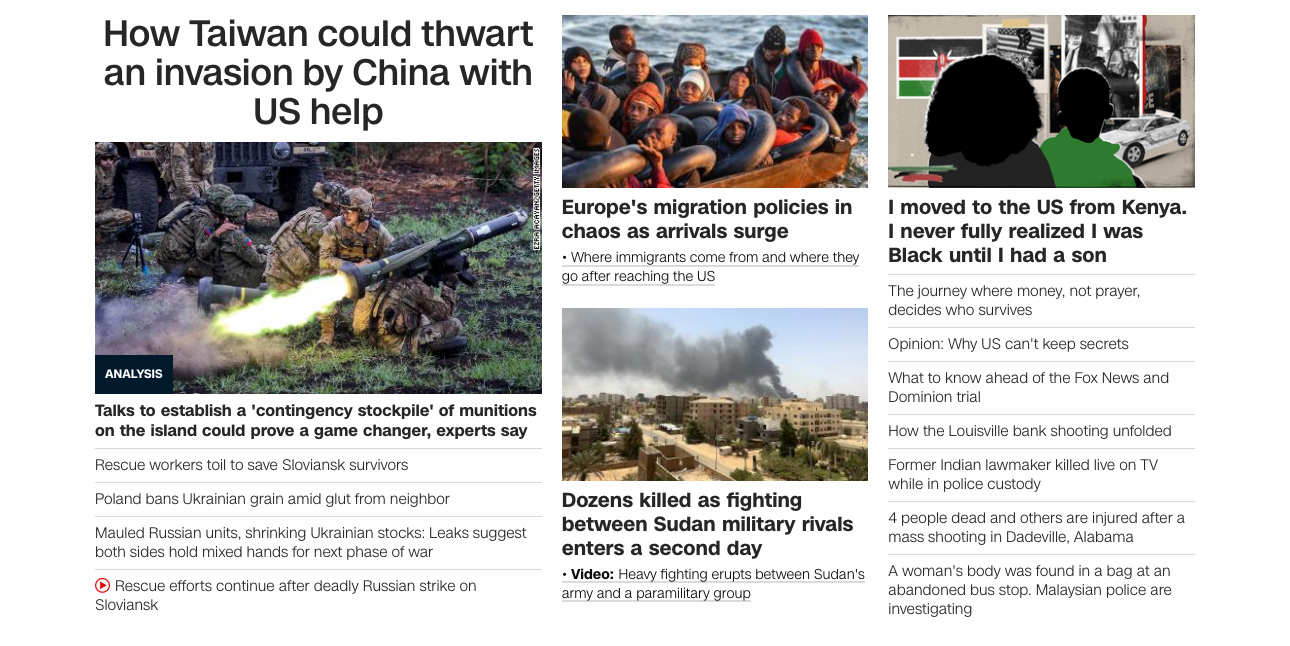 How Taiwan could thwart
an invasion by China with
US help
ANALYSIS
Talks to establish a 'contingency stockpile' of munitions
on the island could prove a game changer, experts say
Rescue workers toil to save Sloviansk survivors
Poland bans Ukrainian grain amid glut from neighbor
Mauled Russian units, shrinking Ukrainian stocks: Leaks suggest
both sides hold mixed hands for next phase of war
Rescue efforts continue after deadly Russian strike on
Sloviansk
Europe's migration policies in
chaos as arrivals surge
• Where immigrants come from and where they
go after reaching the US
Dozens killed as fighting
between Sudan military rivals
enters a second day
• Video: Heavy fighting erupts between Sudan's
army and a paramilitary group
I moved to the US from Kenya.
I never fully realized I was
Black until I had a son
The journey where money, not prayer,
decides who survives
Opinion: Why US can't keep secrets
What to know ahead of the Fox News and
Dominion trial
How the Louisville bank shooting unfolded
Former Indian lawmaker killed live on TV
while in police custody
4 people dead and others are injured after a
mass shooting in Dadeville, Alabama
A woman's body was found in a bag at an
abandoned bus stop. Malaysian police are
investigating